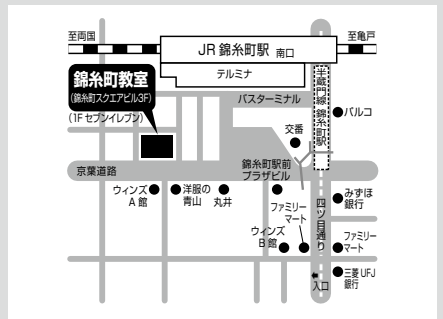 至両国
JR 錦糸町駅 南口
至亀戸
テルミナ
錦糸町教室
(錦糸町スクエアビル3F)
(1F セブンイレブン)
バスターミナル
半蔵門線 錦糸町駅
パルコ
交番
京葉道路
錦糸町駅前
プラザビル
ウィンズ
A 館
洋服の
青山
丸井
ファミリー
マート
四ツ目通り
みずほ
銀行
ウィンズ
B 館
ファミリー
マート
入口
三菱 UFJ
銀行